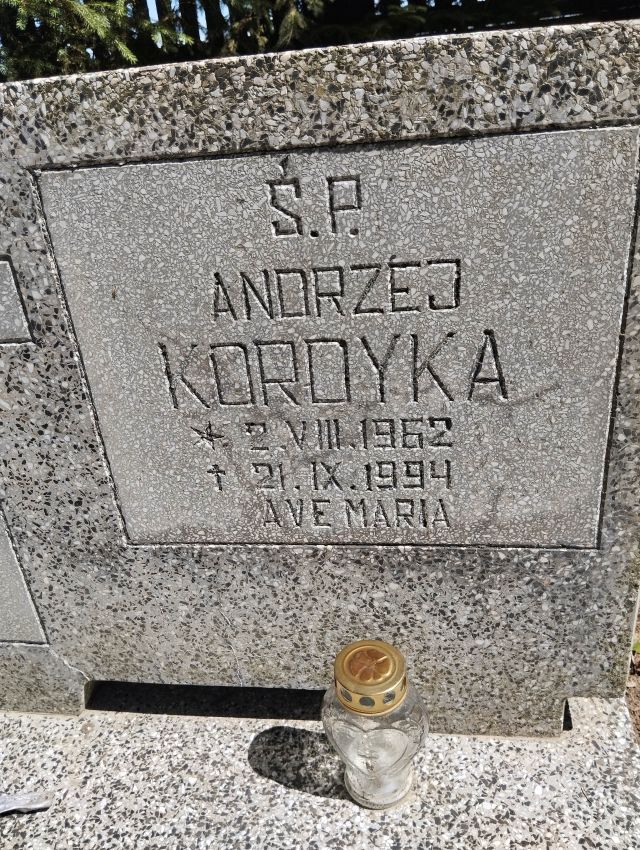 Ś.P.
ANDRZEJ
KORDYKA
* 2.VIII.1962
† 21.IX.1994
AVE MARIA